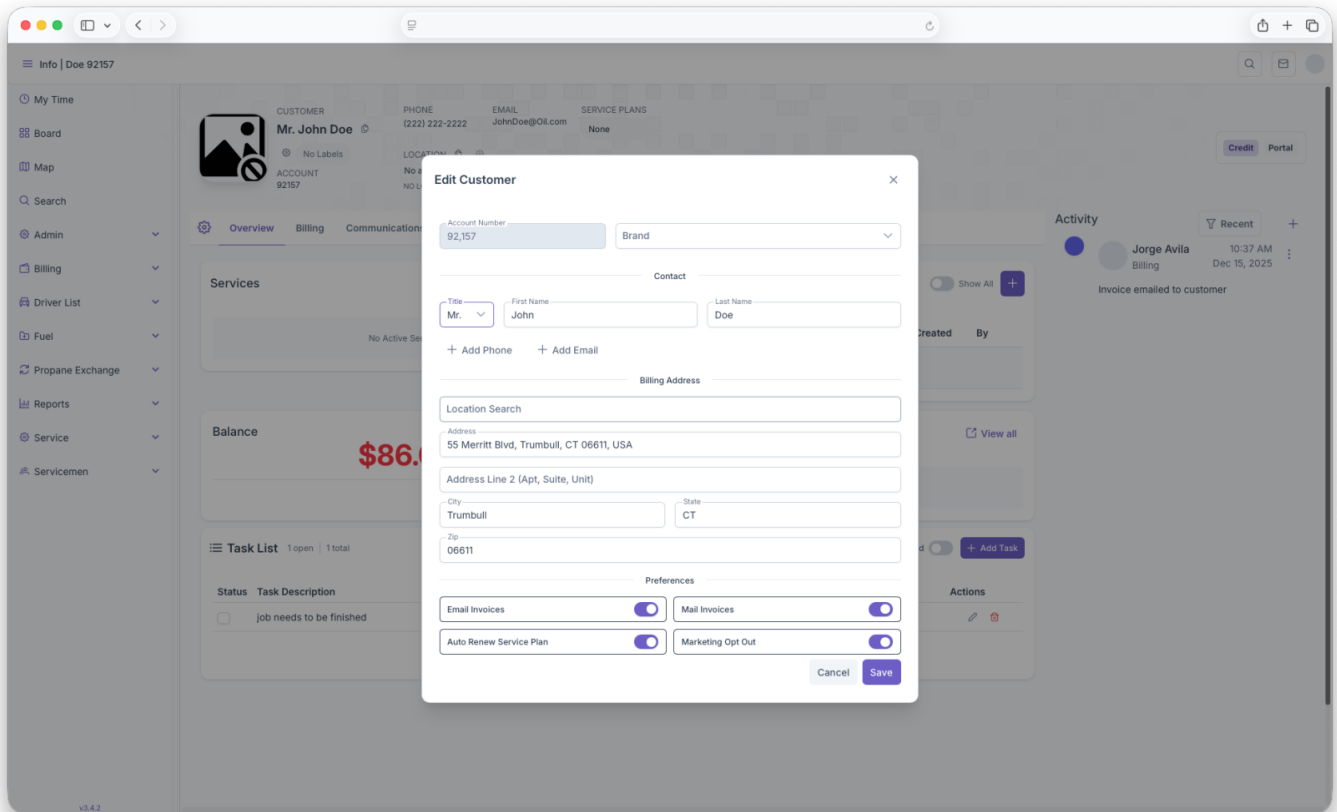 Info | Doe 92157
My Time
Board
Map
Search
Admin
Billing
Driver List
Fuel
Propane Exchange
Reports
Service
Servicemen
v3.4.2
CUSTOMER
Mr. John Doe
No Labels
ACCOUNT
92157
PHONE
(222) 222-2222
EMAIL
JohnDoe@Oil.com
SERVICE PLANS
None
LOCATION
Credit Portal
Overview Billing Communications
Services
Show All
No Active
By
Balance
$86.
View all
Task List 1 open 1 total
Add Task
Status Task Description Actions
job needs to be finished
Activity
Recent
Jorge Avila 10:37 AM
Billing Dec 15, 2025
Invoice emailed to customer
Edit Customer
Account Number
92,157
Brand
Contact
Title First Name Last Name
Mr. John Doe
Add Phone Add Email
Billing Address
Location Search
Address
55 Merritt Blvd, Trumbull, CT 06611, USA
Address Line 2 (Apt, Suite, Unit)
City State
Trumbull CT
Zip
06611
Preferences
Email Invoices Mail Invoices
Auto Renew Service Plan Marketing Opt Out
Cancel Save